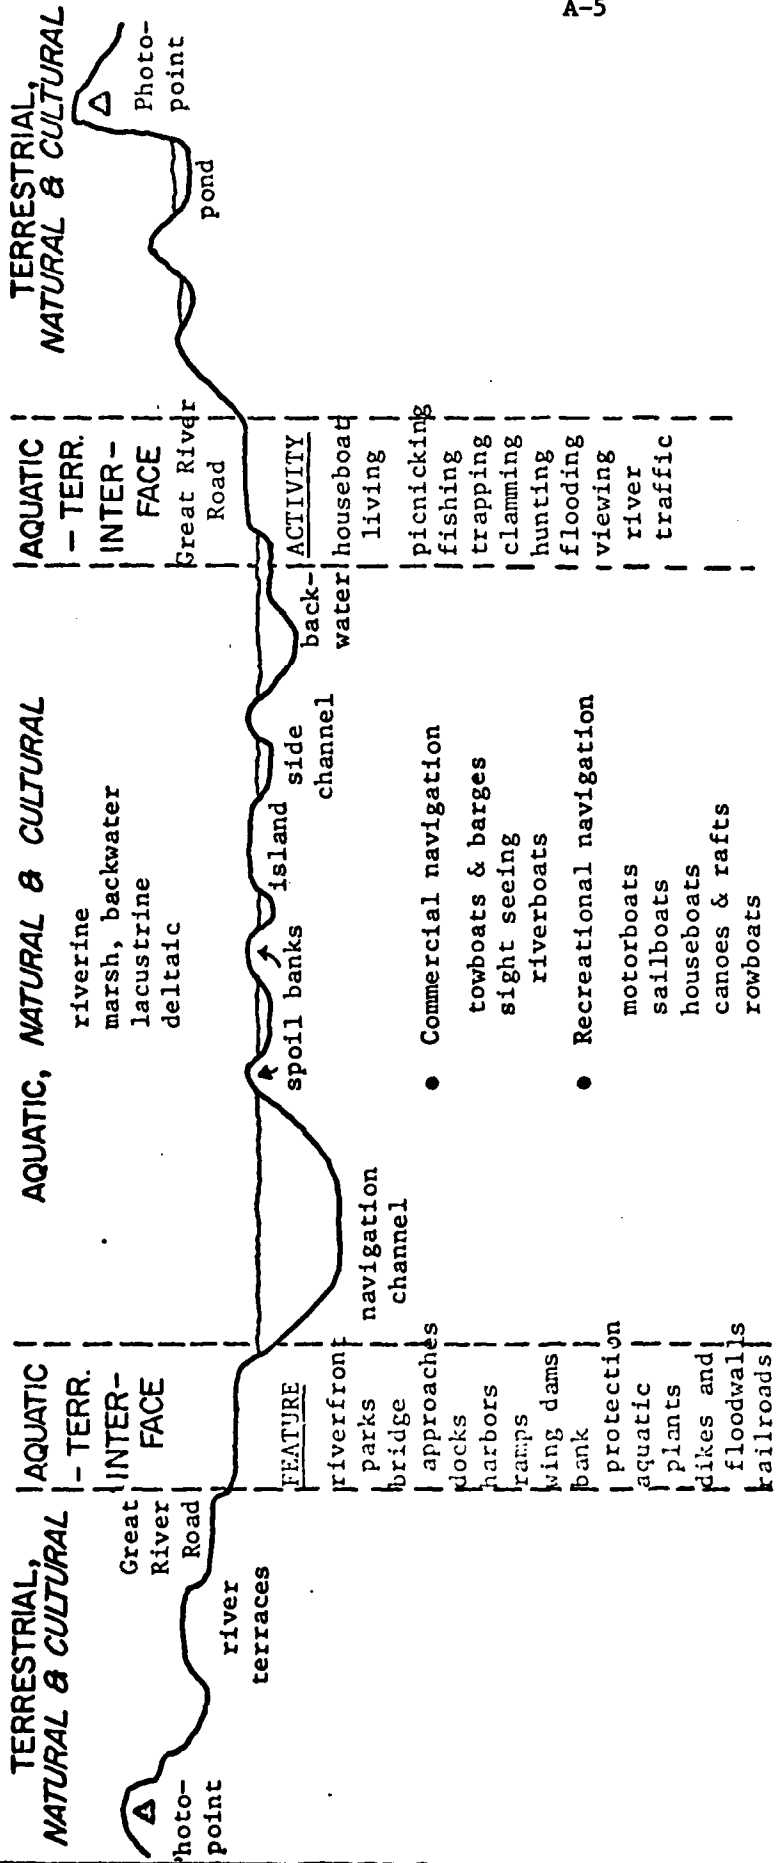 A-5
TERRESTRIAL,
NATURAL & CULTURAL
Photo-
point
river
terraces
Great
River
Road
AQUATIC
- TERR.
INTER-
FACE
FEATURE
riverfront
parks
bridge
approaches
docks
harbors
ramps
wing dams
bank
protection
aquatic
plants
dikes and
floodwalls
railroads
AQUATIC, NATURAL & CULTURAL
riverine
marsh, backwater
lacustrine
deltaic
navigation
channel
spoil banks
island
side
channel
back-
water
● Commercial navigation
towboats & barges
sight seeing
riverboats
● Recreational navigation
motorboats
sailboats
houseboats
canoes & rafts
rowboats
AQUATIC
- TERR.
INTER-
FACE
Great River
Road
ACTIVITY
houseboat
living
picnicking
fishing
trapping
clamming
hunting
flooding
viewing
river
traffic
TERRESTRIAL,
NATURAL & CULTURAL
pond
Photo-
point